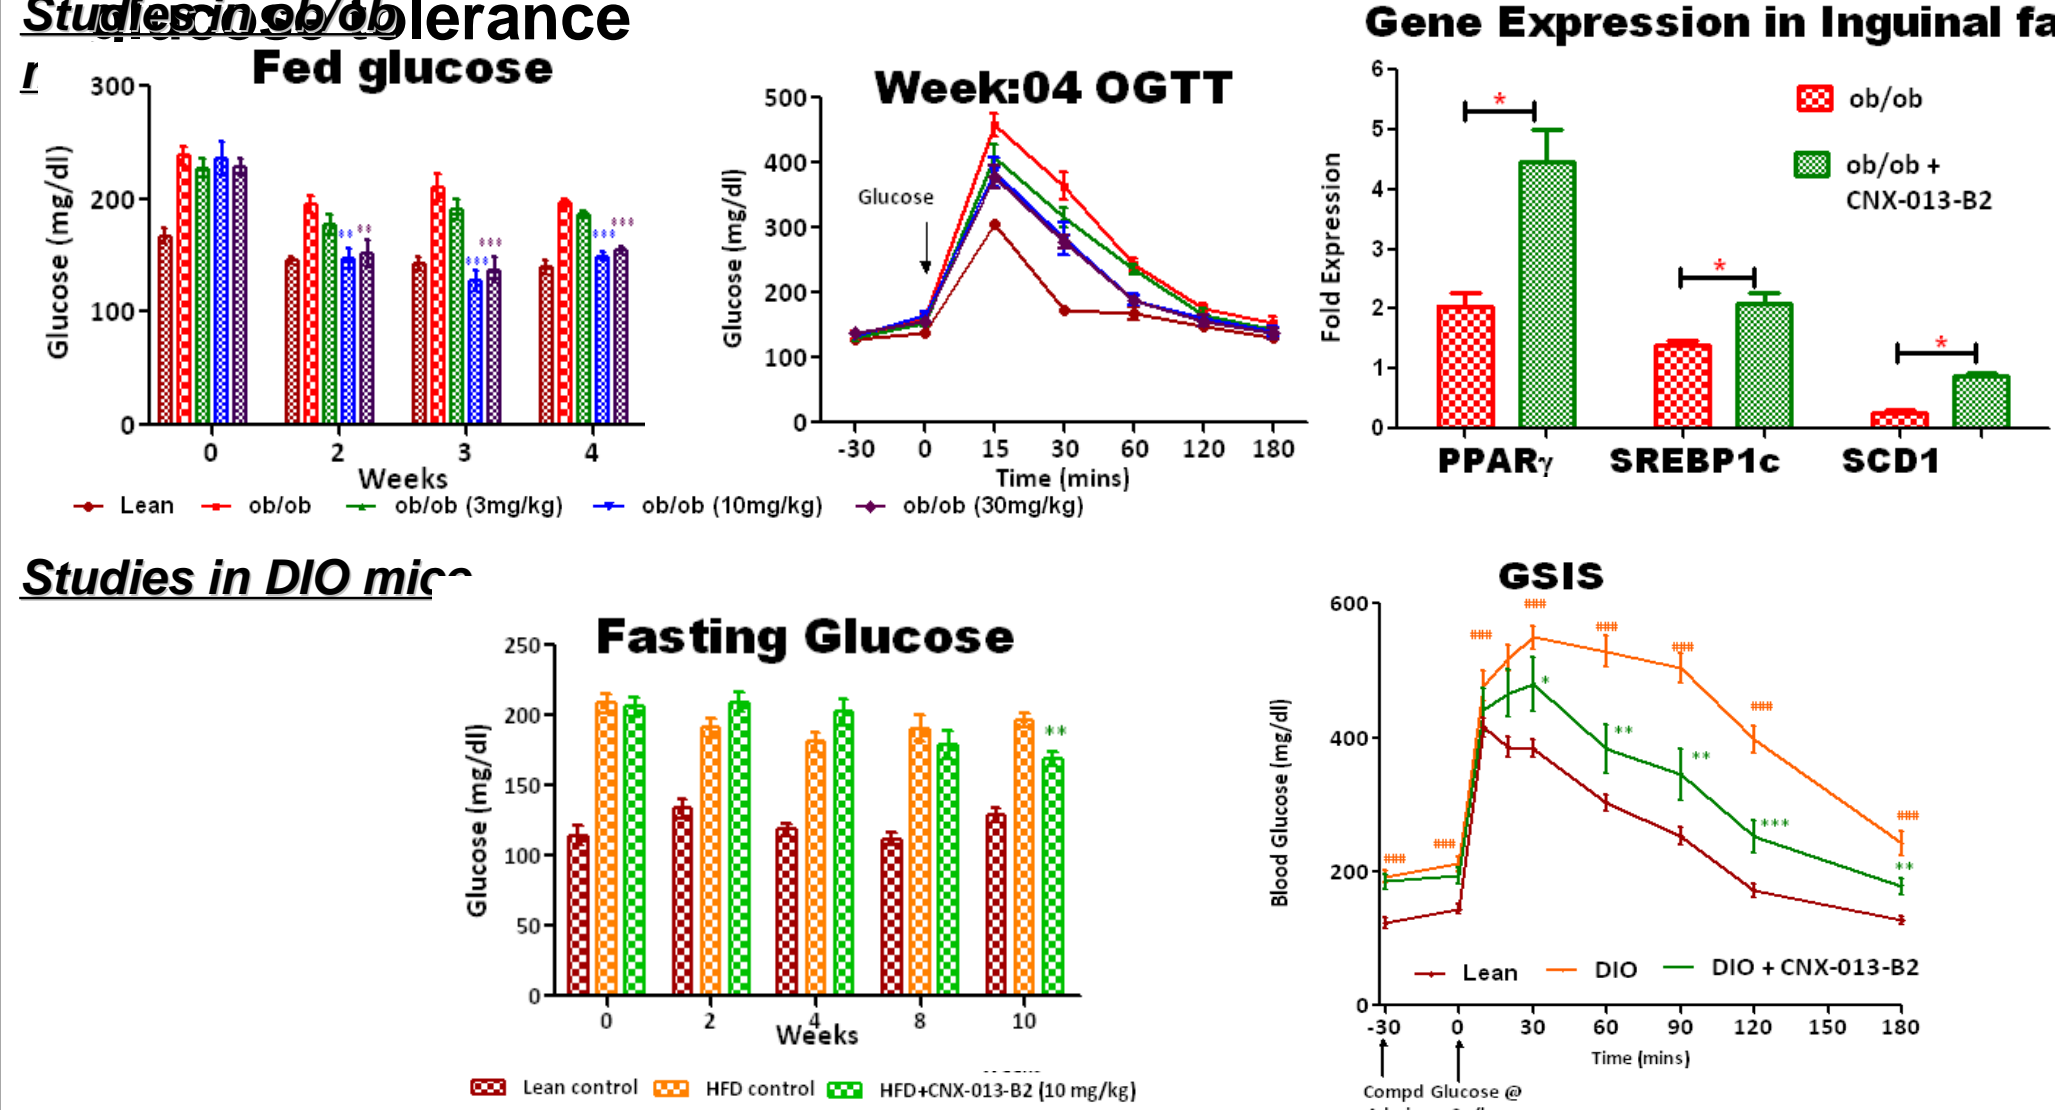 Studies in ob/ob
glucose tolerance
Fed glucose
300
200
100
0
Glucocose (mg/dl)
** **
*** ***
*** ***
0 2 3 4
Weeks
Week:04 OGTT
500
400
300
200
100
0
Glucose (mg/dl)
Glucose
-30 0 15 30 60 120 180
Time (mins)
Lean ob/ob ob/ob (3mg/kg) ob/ob (10mg/kg) ob/ob (30mg/kg)
Gene Expression in Inguinal fa
6
5
4
3
2
1
0
Fold Expression
* * *
ob/ob
ob/ob +
CNX-013-B2
PPARγ SREBP1c SCD1
Studies in DIO mice
Fasting Glucose
250
200
150
100
50
0
Glucose (mg/dl)
**
0 2 4 8 10
Weeks
Lean control HFD control HFD+CNX-013-B2 (10 mg/kg)
GSIS
600
400
200
0
Blood Glucose (mg/dl)
### ### ### ### ### ### ### ###
* ** ** *** **
Lean DIO DIO + CNX-013-B2
-30 0 30 60 90 120 150 180
Time (mins)
Compd Glucose @